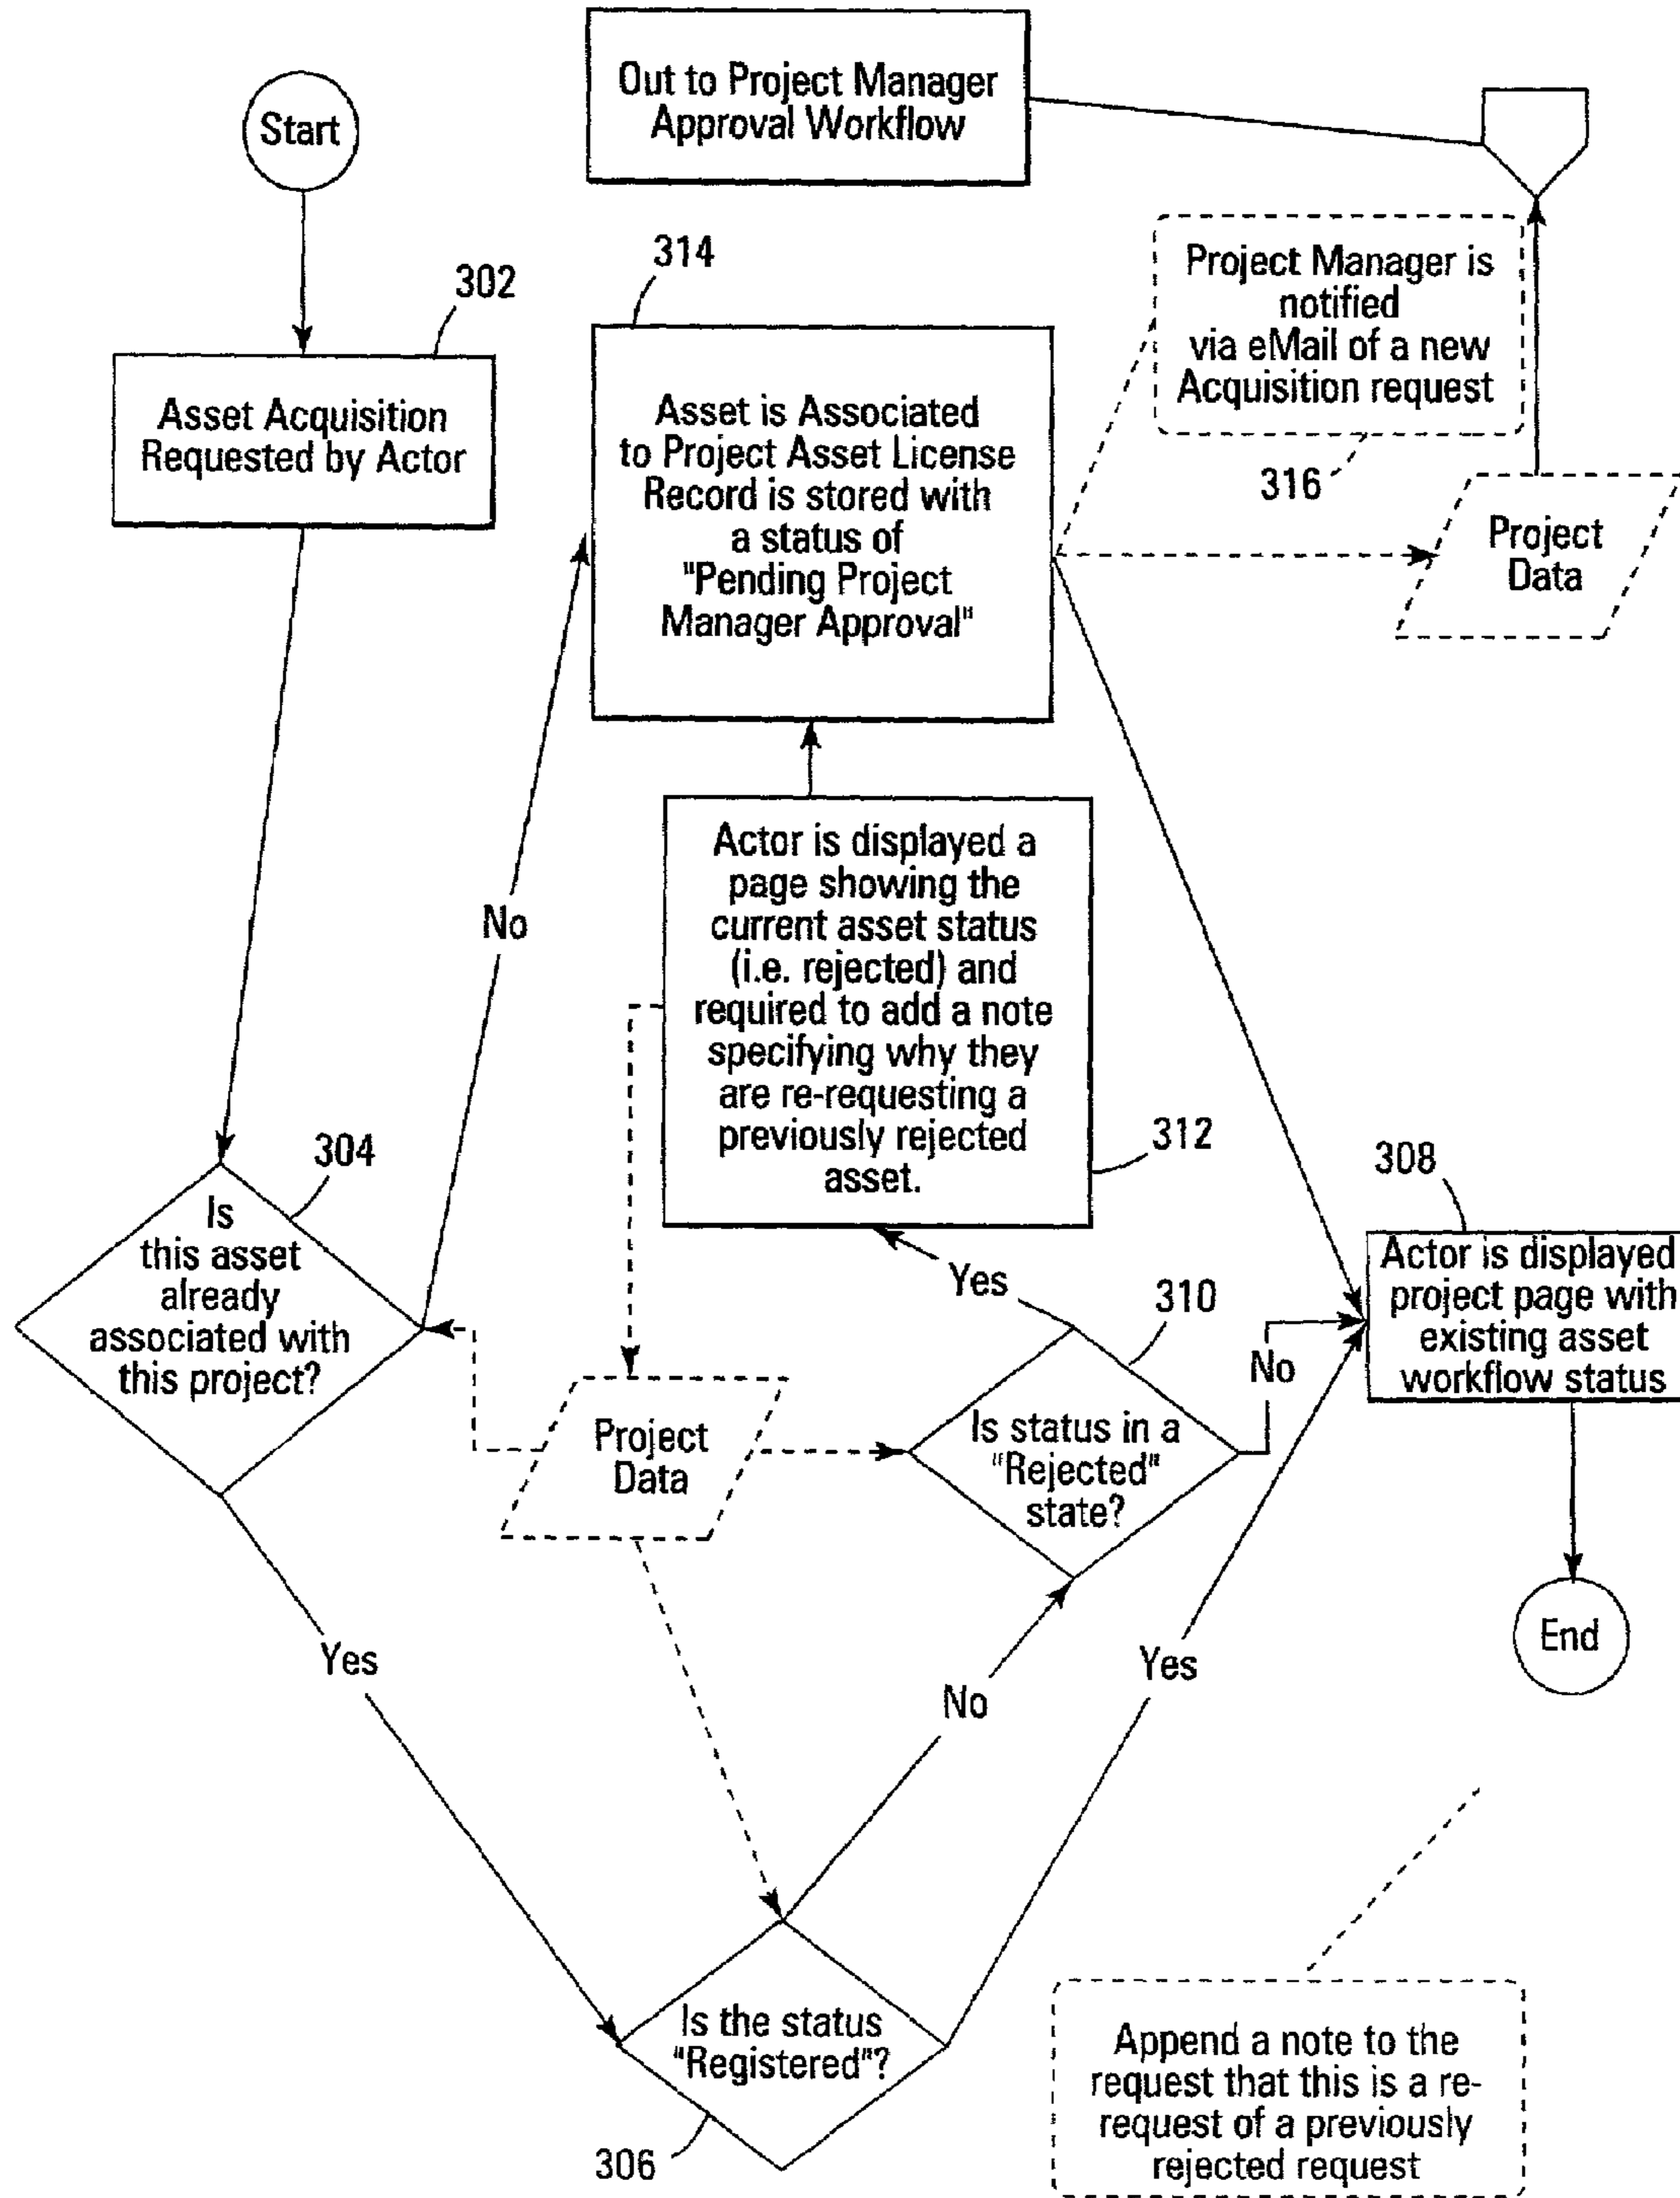 Out to Project Manager
Approval Workflow
Start
314
302
Project Manager is
notified
via eMail of a new
Acquisition request
316
Asset Acquisition
Requested by Actor
Asset is Associated
to Project Asset License
Record is stored with
a status of
"Pending Project
Manager Approval"
Project
Data
No
Actor is displayed a
page showing the
current asset status
(i.e. rejected) and
required to add a note
specifying why they
are re-requesting a
previously rejected
asset.
312
304
Is
this asset
already
associated with
this project?
308
Actor is displayed
project page with
existing asset
workflow status
Yes
310
No
Project
Data
Is status in a
"Rejected"
state?
End
Yes
No
Yes
Is the status
"Registered"?
306
Append a note to the
request that this is a re-
request of a previously
rejected request